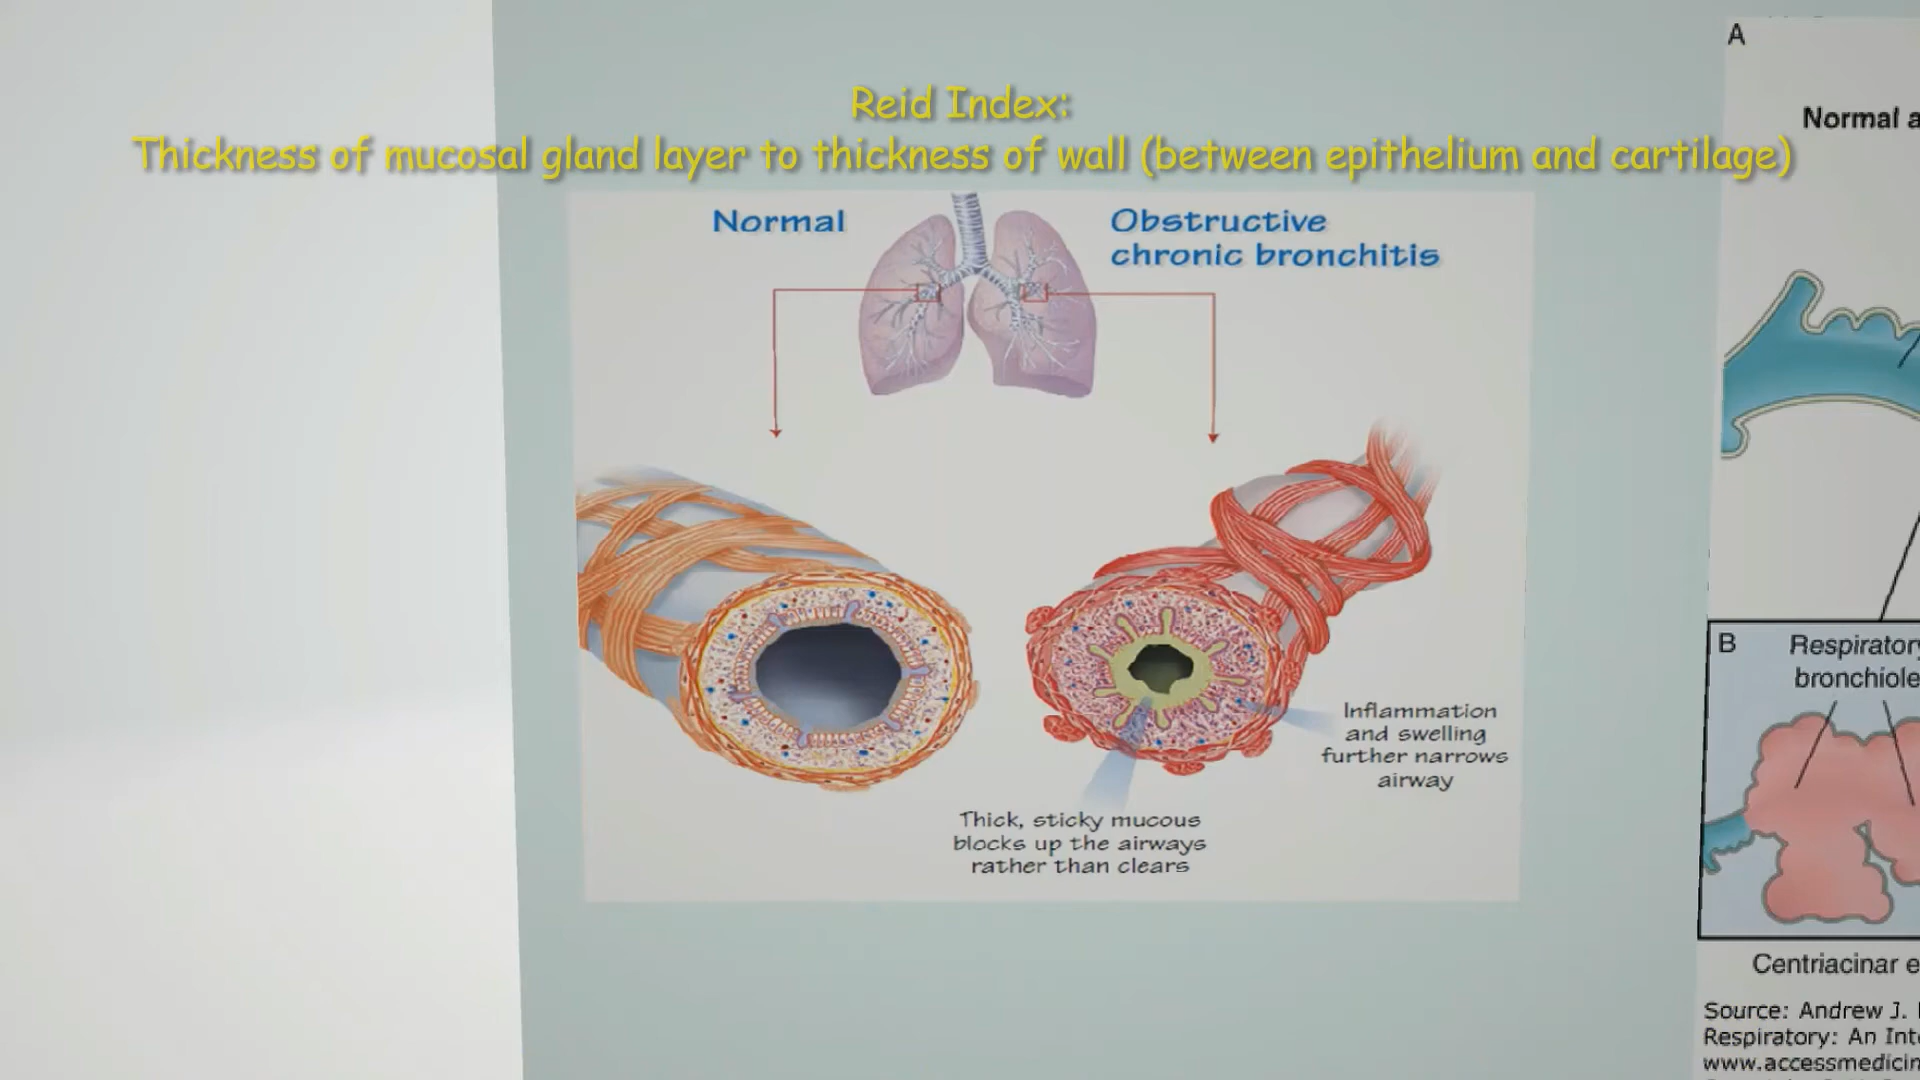 Reid Index:
Thickness of mucosal gland layer to thickness of wall (between epithelium and cartilage)
Normal
Obstructive
chronic bronchitis
Inflammation
and swelling
further narrows
airway
Thick, sticky mucous
blocks up the airways
rather than clears
A
Normal
B
Respiratory
bronchiole
Centriacinar
Source: Andrew J.
Respiratory: An